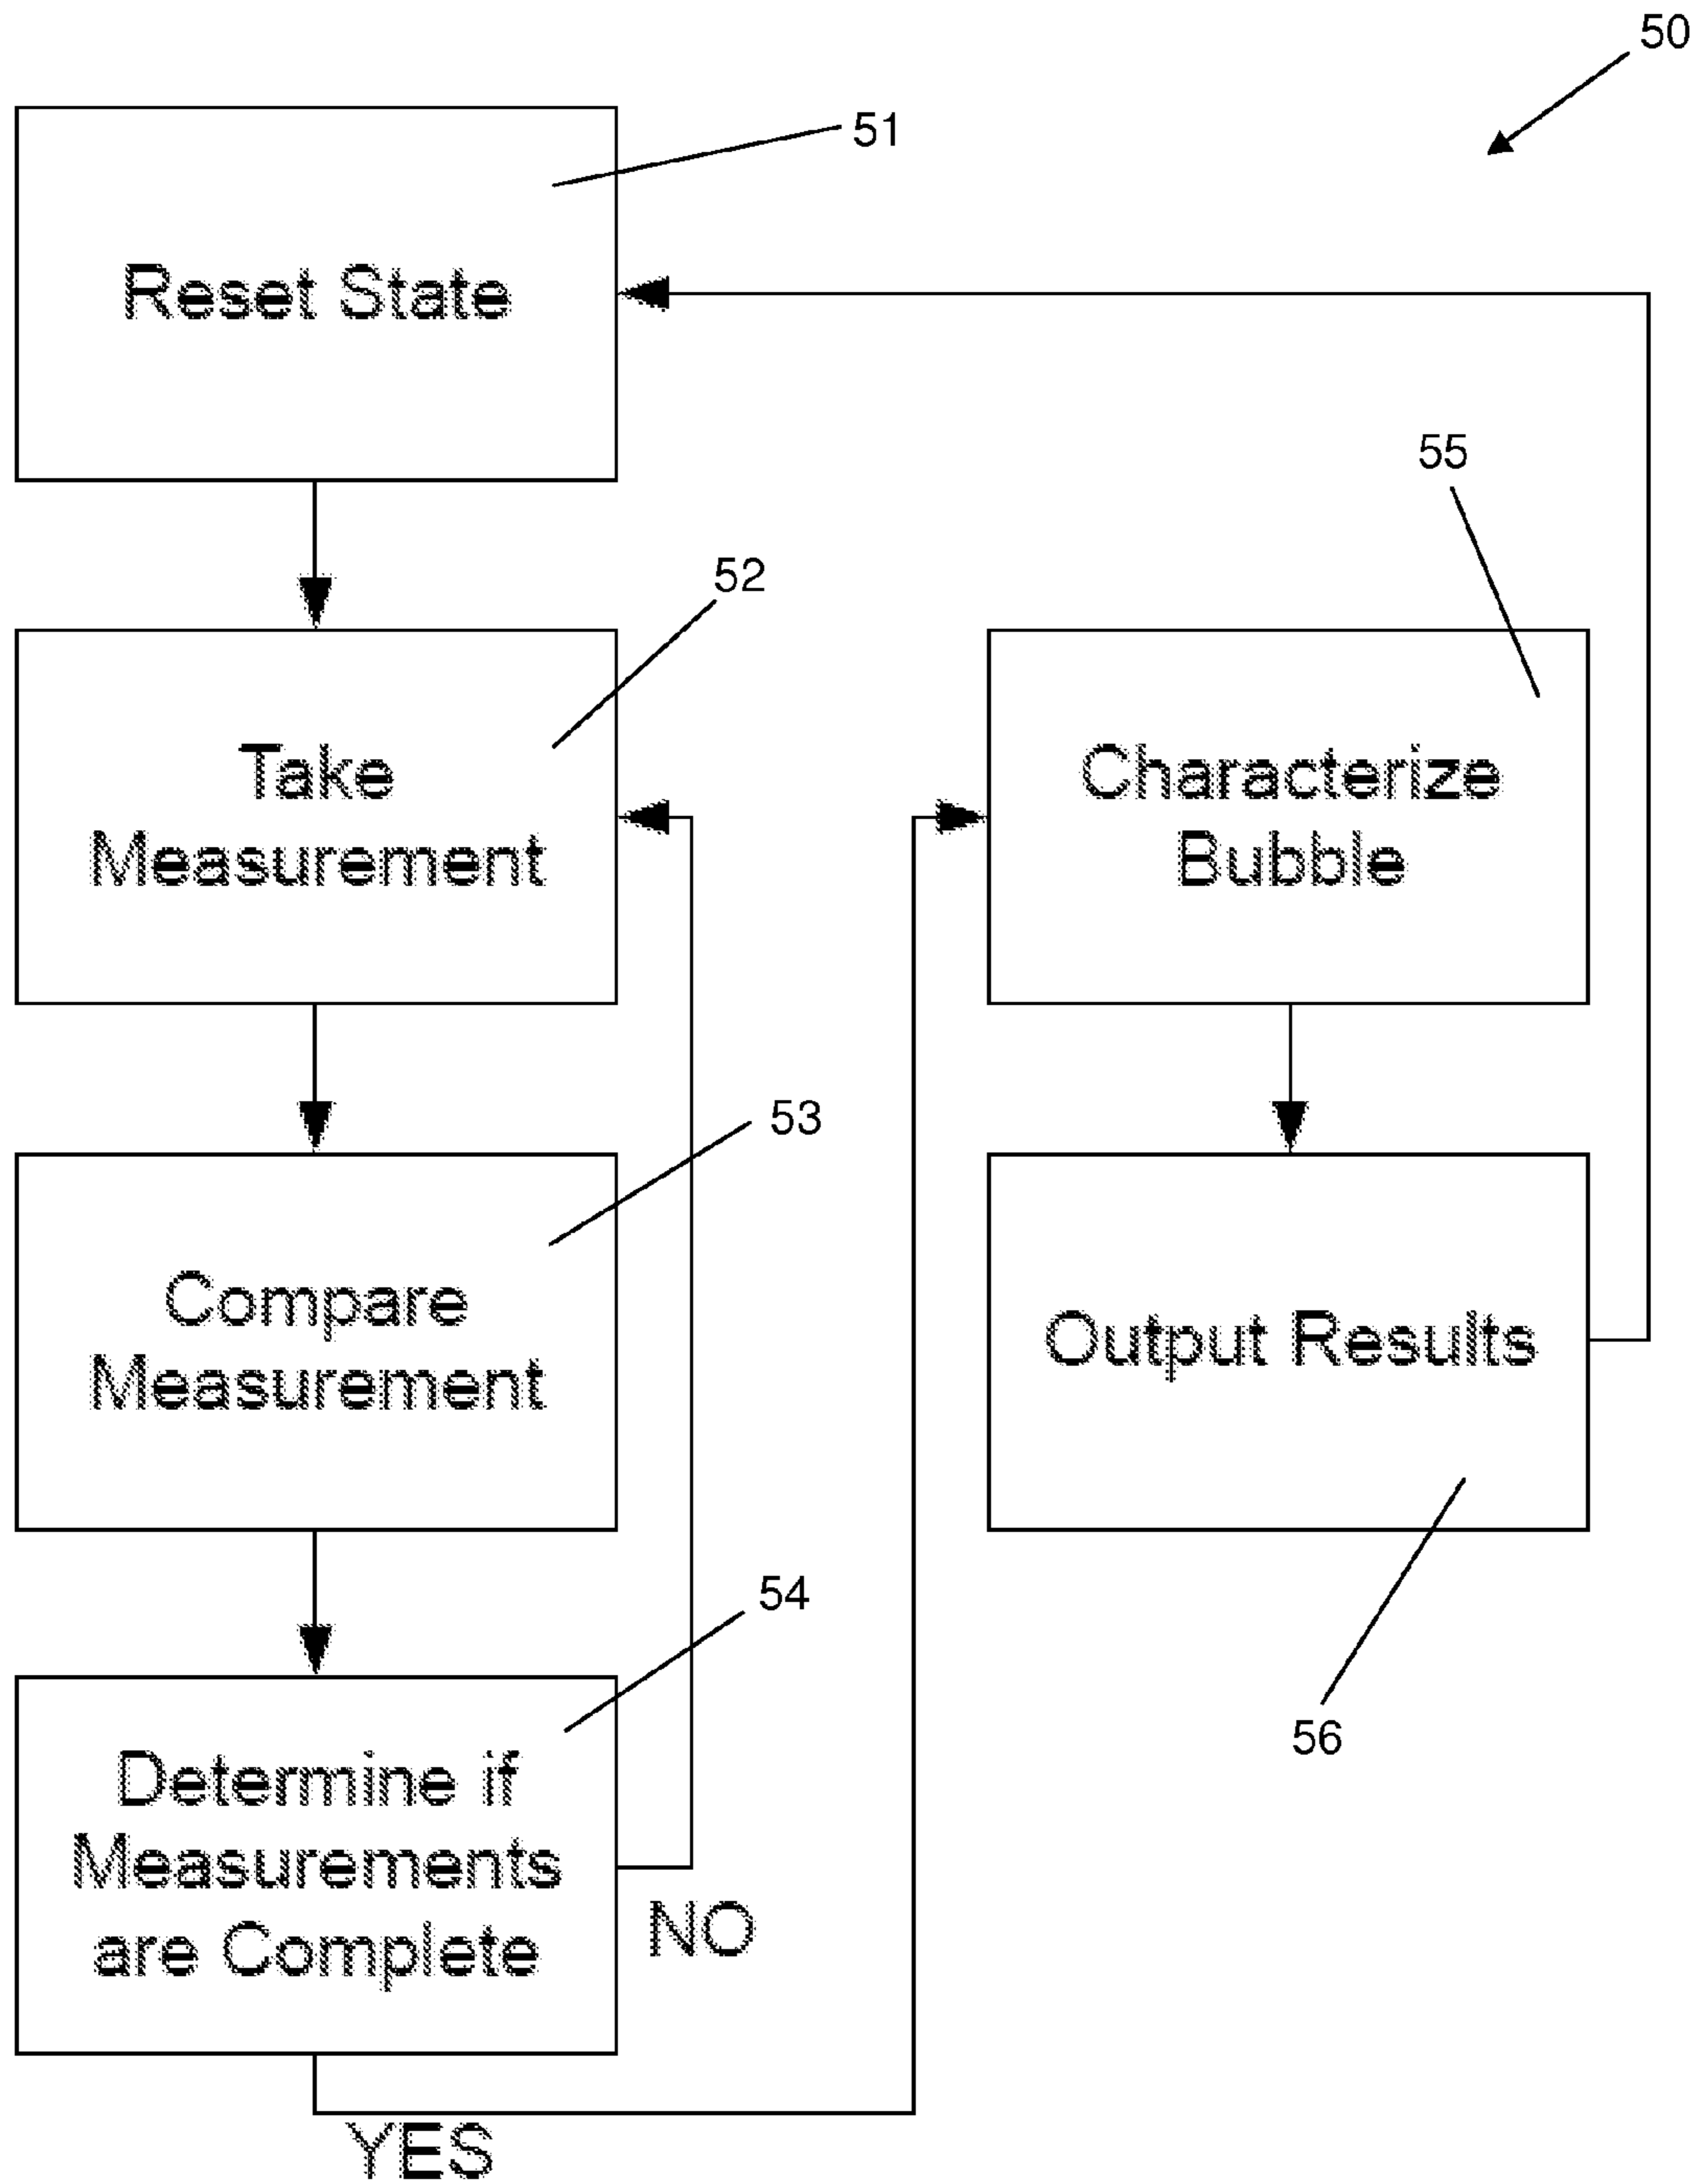 50
51
Reset State
52
Take
Measurement
53
Compare
Measurement
54
Determine if
Measurements
are Complete
NO
YES
55
Characterize
Bubble
Output Results
56